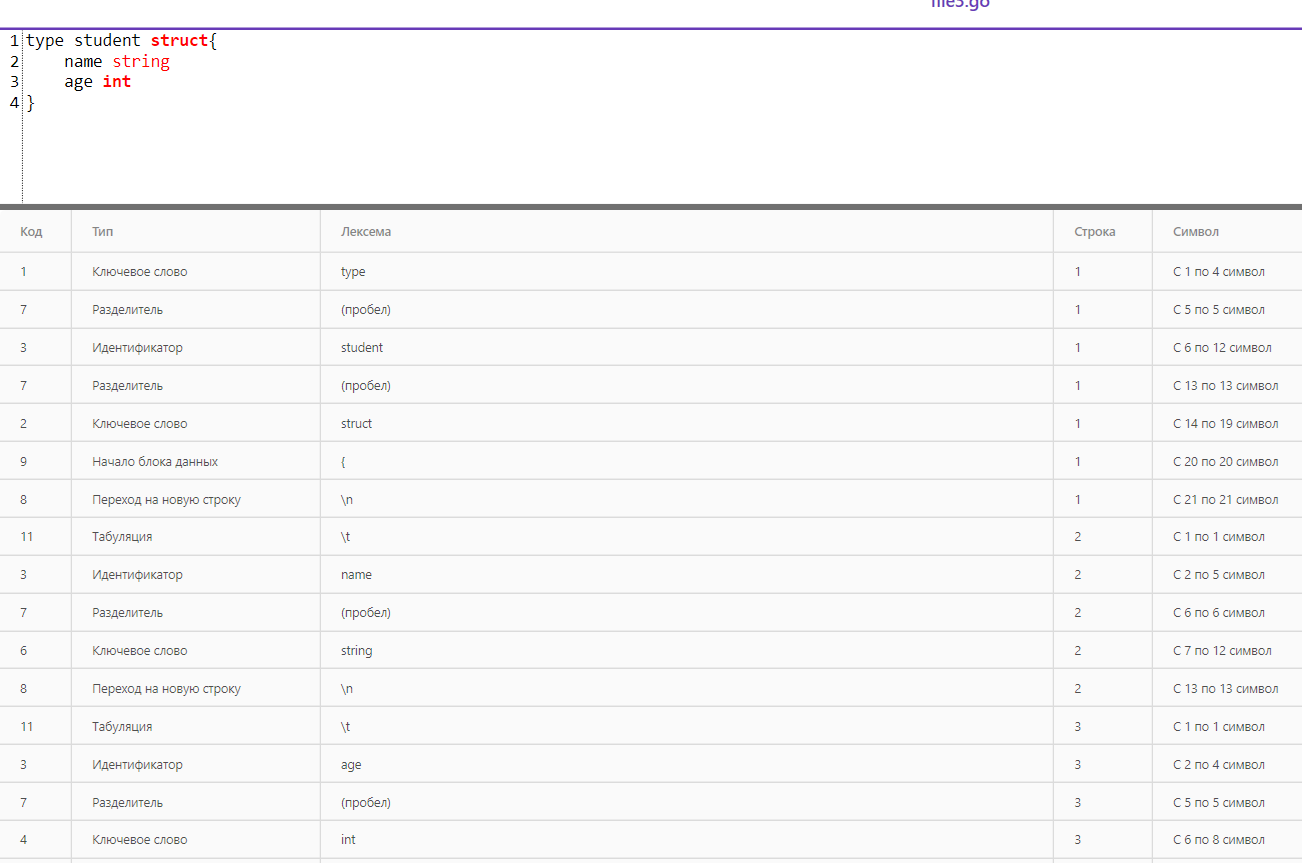 file3.go
1 type student struct{
2 name string
3 age int
4 }
Код Тип Лексема Строка Символ
1 Ключевое слово type 1 С 1 по 4 символ
7 Разделитель (пробел) 1 С 5 по 5 символ
3 Идентификатор student 1 С 6 по 12 символ
7 Разделитель (пробел) 1 С 13 по 13 символ
2 Ключевое слово struct 1 С 14 по 19 символ
9 Начало блока данных { 1 С 20 по 20 символ
8 Переход на новую строку \n 1 С 21 по 21 символ
11 Табуляция \t 2 С 1 по 1 символ
3 Идентификатор name 2 С 2 по 5 символ
7 Разделитель (пробел) 2 С 6 по 6 символ
6 Ключевое слово string 2 С 7 по 12 символ
8 Переход на новую строку \n 2 С 13 по 13 символ
11 Табуляция \t 3 С 1 по 1 символ
3 Идентификатор age 3 С 2 по 4 символ
7 Разделитель (пробел) 3 С 5 по 5 символ
4 Ключевое слово int 3 С 6 по 8 символ